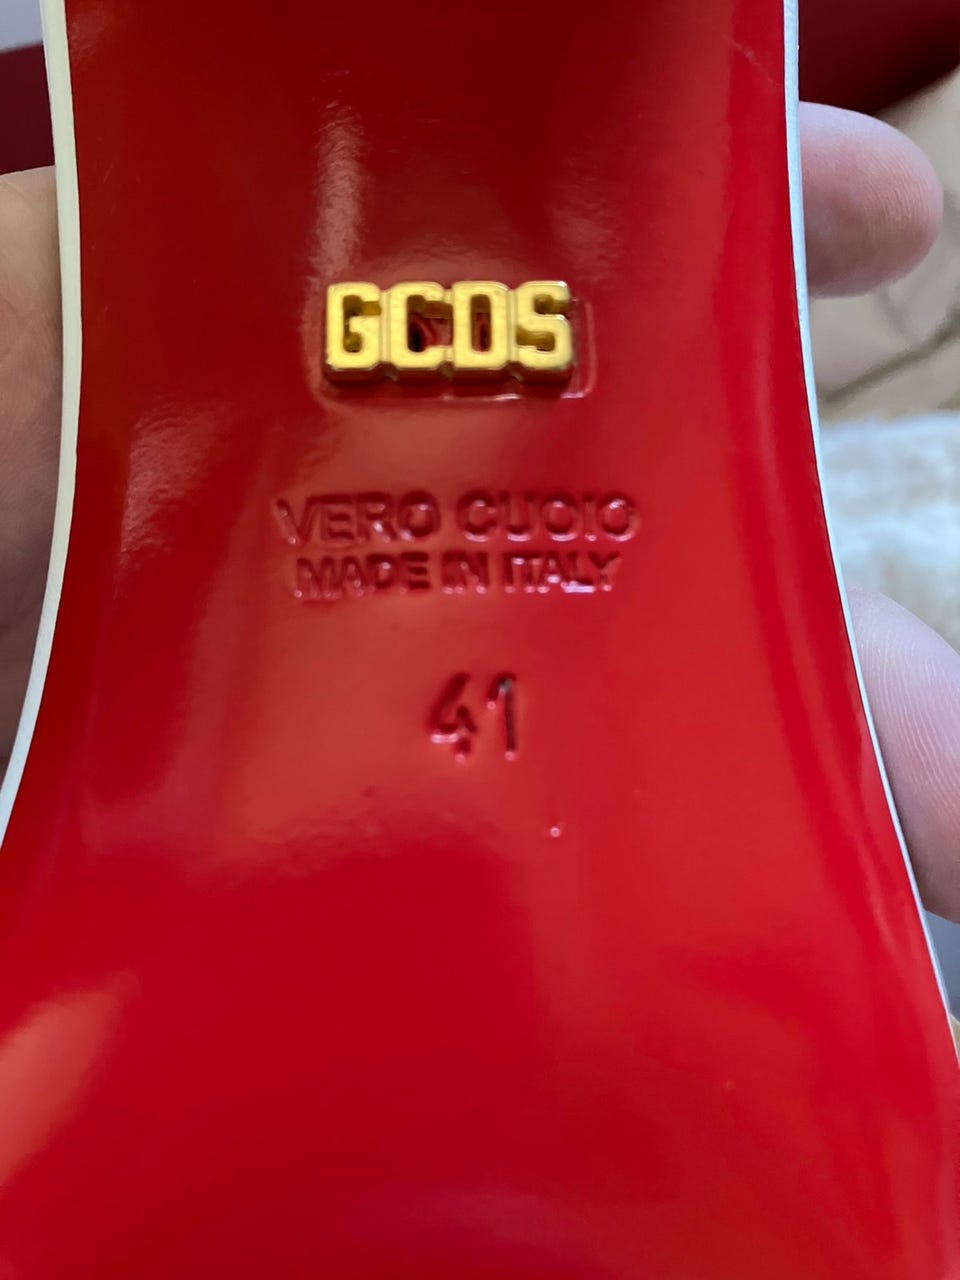 GCDS
VERO CUOIO
MADE IN ITALY
41